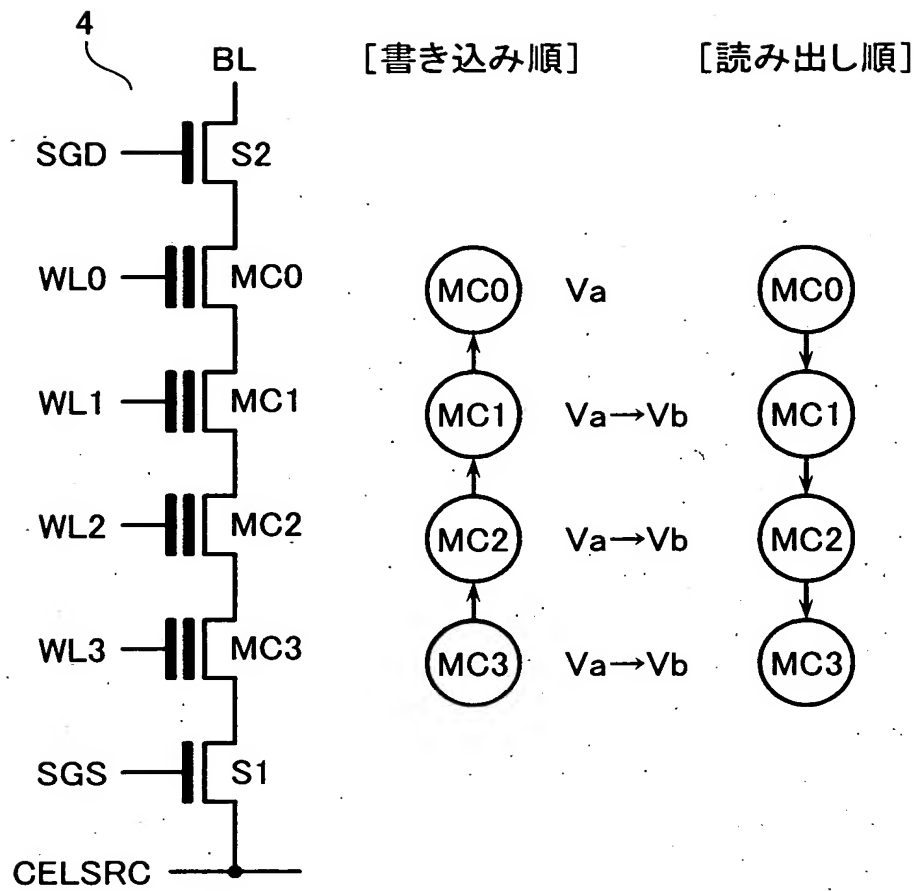 4
BL [書き込み順] [読み出し順]
SGD S2
WL0 MC0 MC0 Va MC0
WL1 MC1 MC1 Va→Vb MC1
WL2 MC2 MC2 Va→Vb MC2
WL3 MC3 MC3 Va→Vb MC3
SGS S1
CELSRC